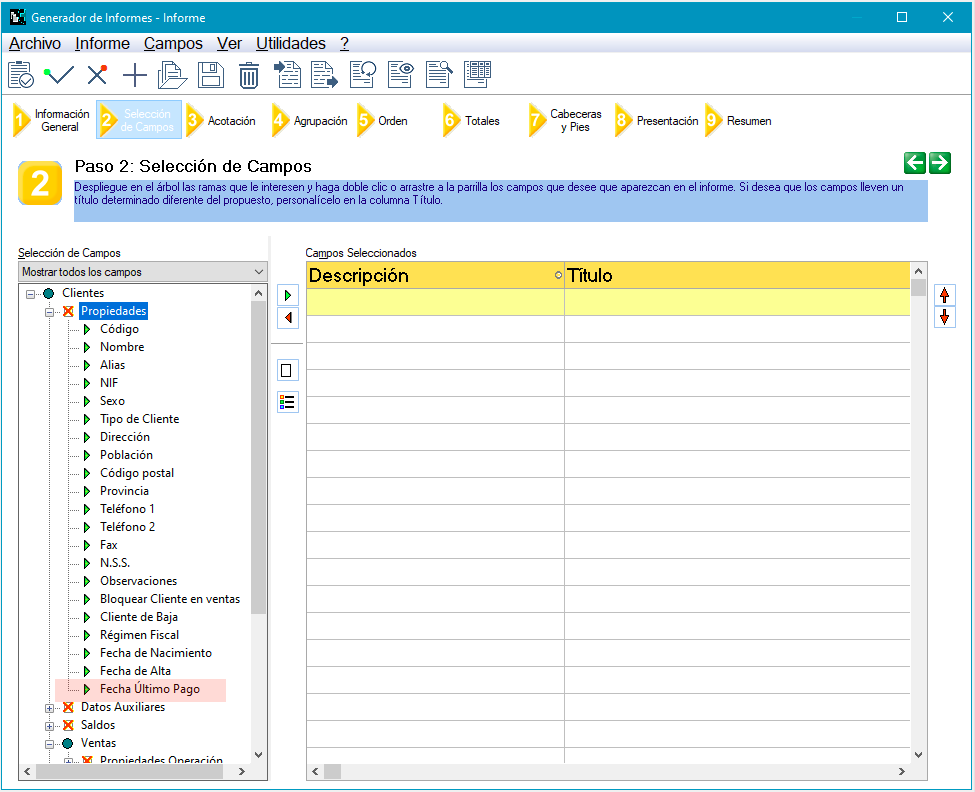 Generador de Informes - Informe
Archivo Informe Campos Ver Utilidades ?
1 Información General
2 Selección de Campos
3 Acotación
4 Agrupación
5 Orden
6 Totales
7 Cabeceras y Pies
8 Presentación
9 Resumen
2
Paso 2: Selección de Campos
Despliegue en el árbol las ramas que le interesen y haga doble clic o arrastre a la parrilla los campos que desee que aparezcan en el informe. Si desea que los campos lleven un
título determinado diferente del propuesto, personalícelo en la columna Título.
Selección de Campos
Mostrar todos los campos
Clientes
Propiedades
Código
Nombre
Alias
NIF
Sexo
Tipo de Cliente
Dirección
Población
Código postal
Provincia
Teléfono 1
Teléfono 2
Fax
N.S.S.
Observaciones
Bloquear Cliente en ventas
Cliente de Baja
Régimen Fiscal
Fecha de Nacimiento
Fecha de Alta
Fecha Último Pago
Datos Auxiliares
Saldos
Ventas
Propiedades Operación
Campos Seleccionados
Descripción Título